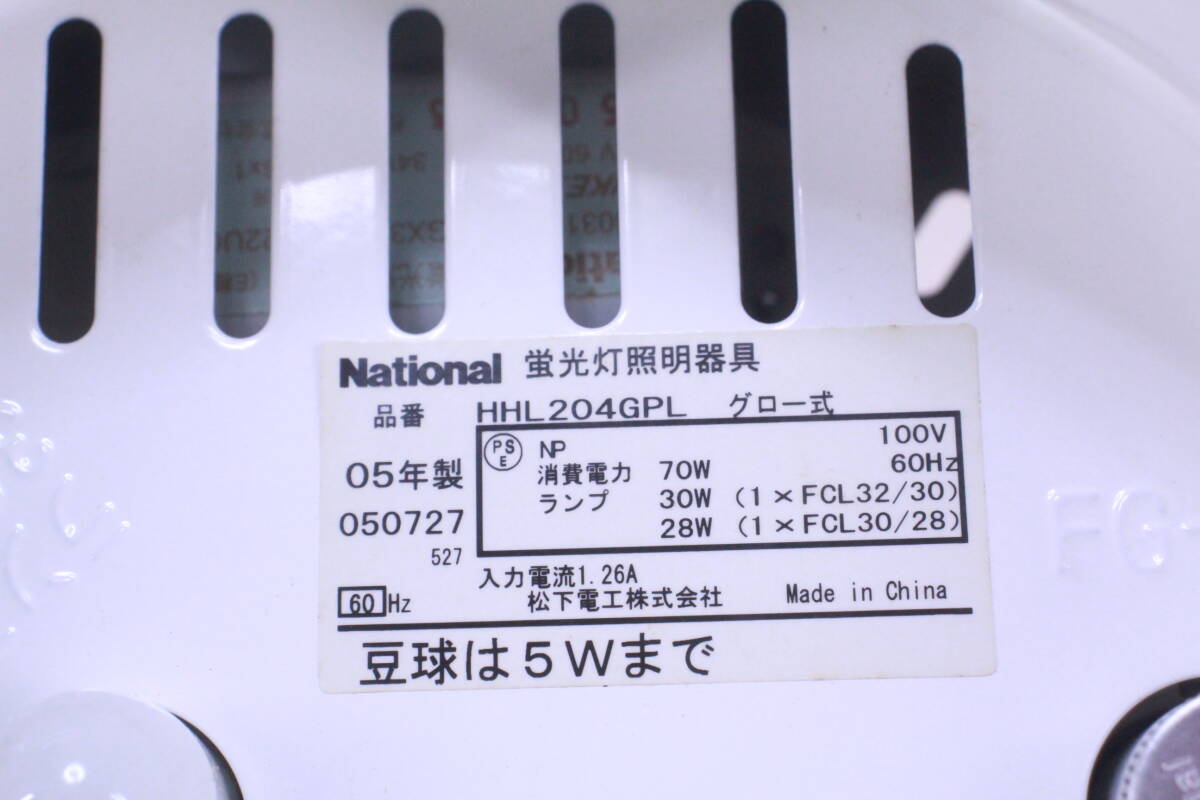 National 蛍光灯照明器具
品番 HHL204GPL グロー式
PS E NP 100V
05年製 消費電力 70W 60Hz
ランプ 30W (1×FCL32/30)
050727 28W (1×FCL30/28)
527
入力電流1.26A
60 Hz 松下電工株式会社 Made in China
豆球は5Wまで
FG-